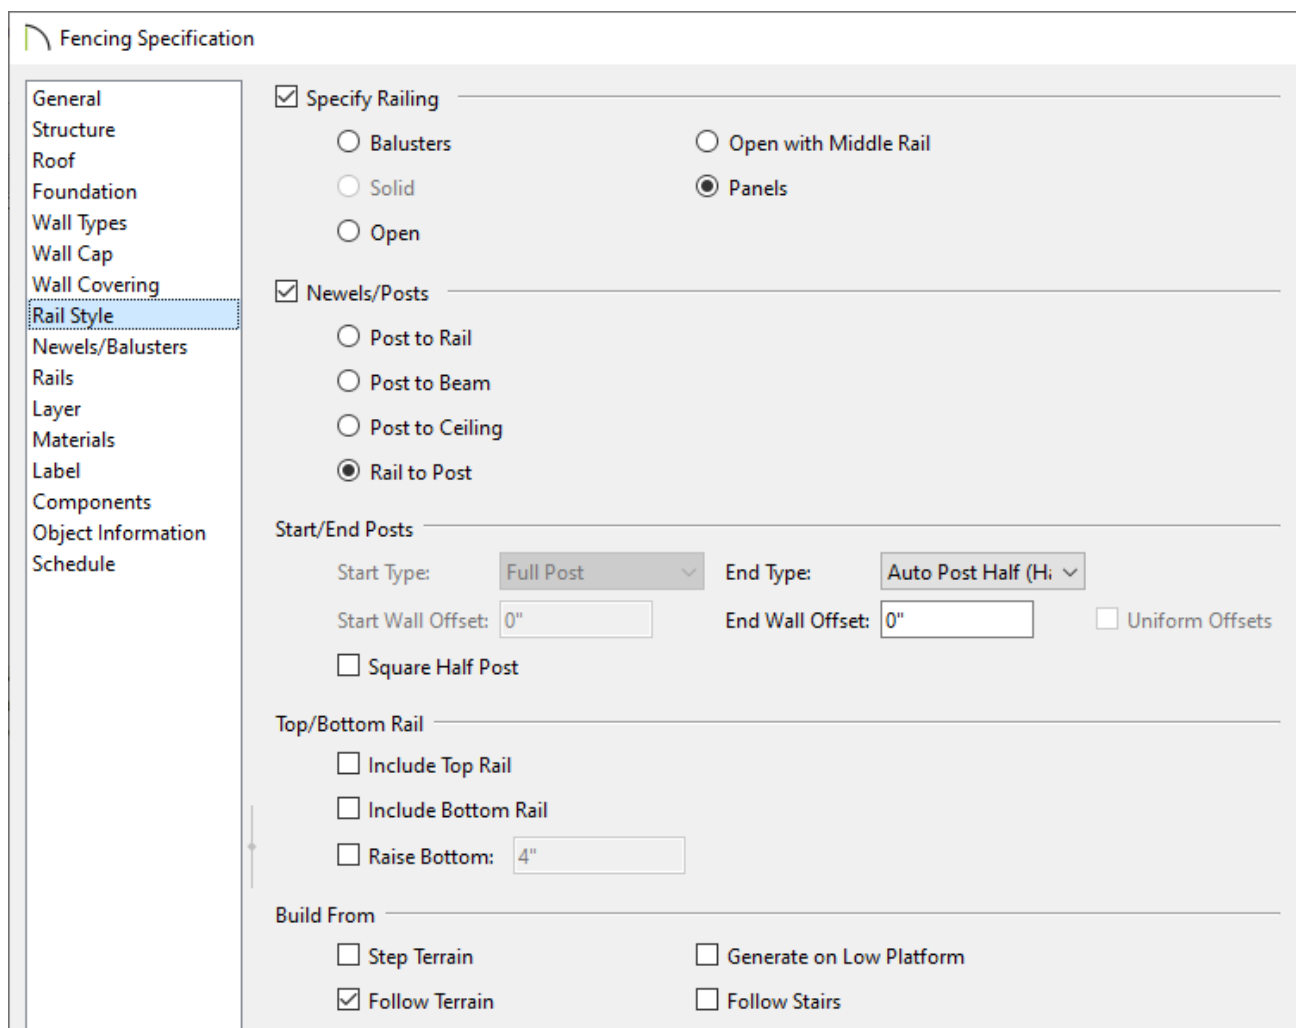 Fencing Specification
General
Structure
Roof
Foundation
Wall Types
Wall Cap
Wall Covering
Rail Style
Newels/Balusters
Rails
Layer
Materials
Label
Components
Object Information
Schedule
Specify Railing
Balusters
Open with Middle Rail
Solid
Panels
Open
Newels/Posts
Post to Rail
Post to Beam
Post to Ceiling
Rail to Post
Start/End Posts
Start Type: Full Post End Type: Auto Post Half (Ha
Start Wall Offset: 0" End Wall Offset: 0" Uniform Offsets
Square Half Post
Top/Bottom Rail
Include Top Rail
Include Bottom Rail
Raise Bottom: 4"
Build From
Step Terrain
Generate on Low Platform
Follow Terrain
Follow Stairs